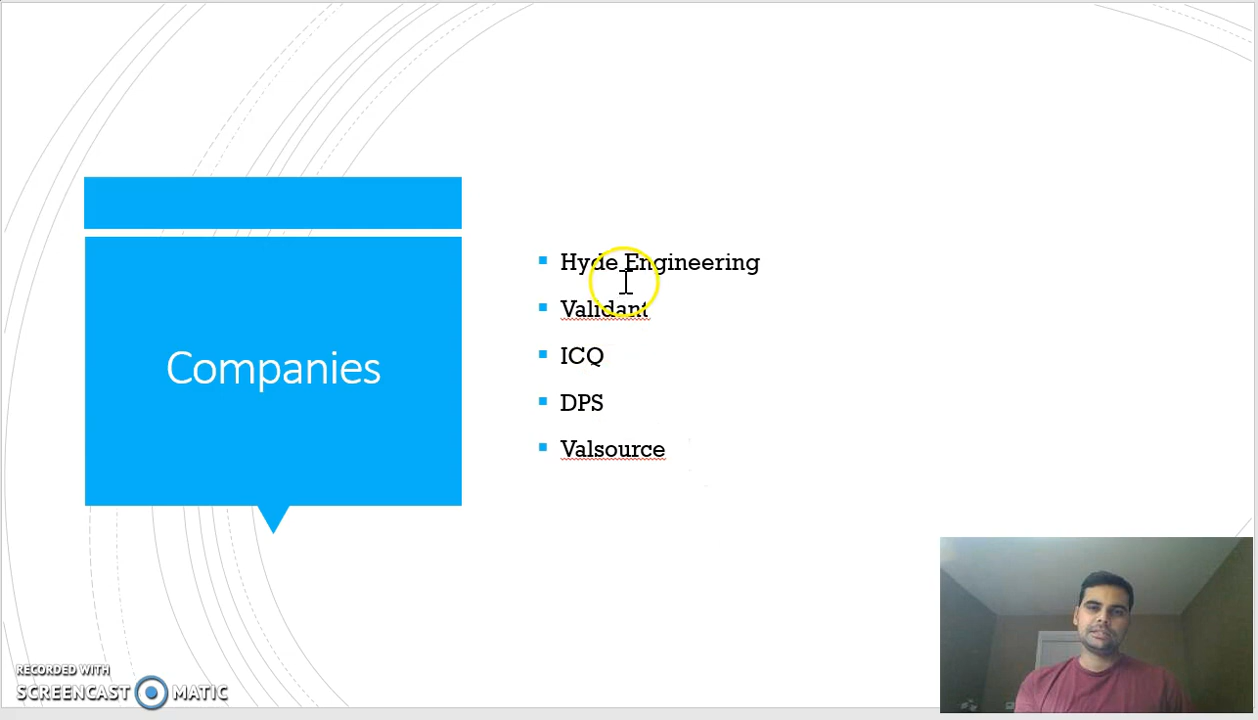 Hyde Engineering
Validant
ICQ
DPS
Valsource
Companies
RECORDED WITH
SCREENCAST MATIC